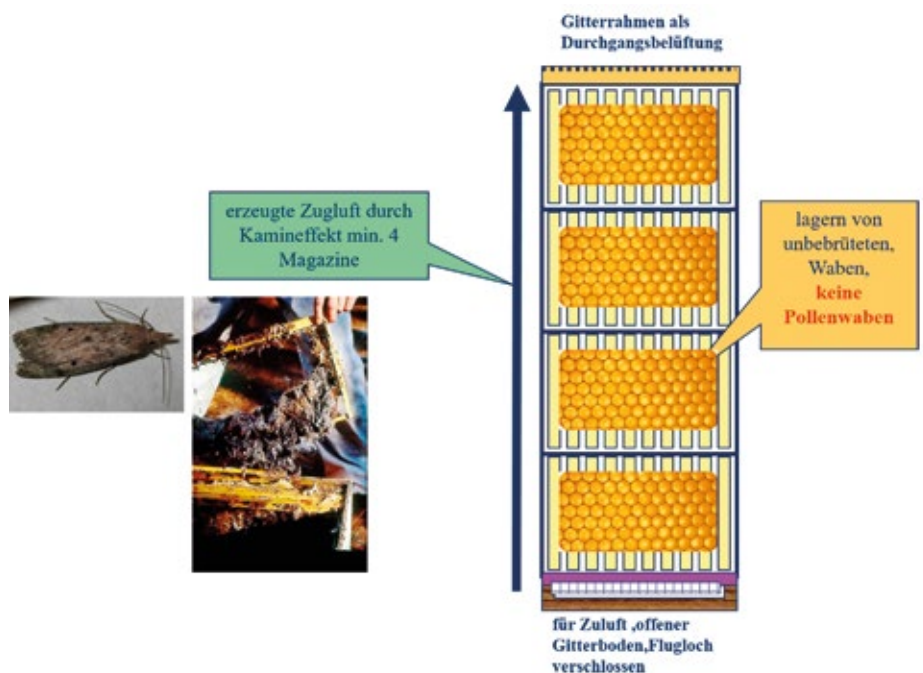 Gitterrahmen als
Durchgangsbelüftung
erzeugte Zugluft durch
Kamineffekt min. 4
Magazine
lagern von
unbebrüteten,
Waben,
keine
Pollenwaben
für Zuluft ,offener
Gitterboden,Flugloch
verschlossen